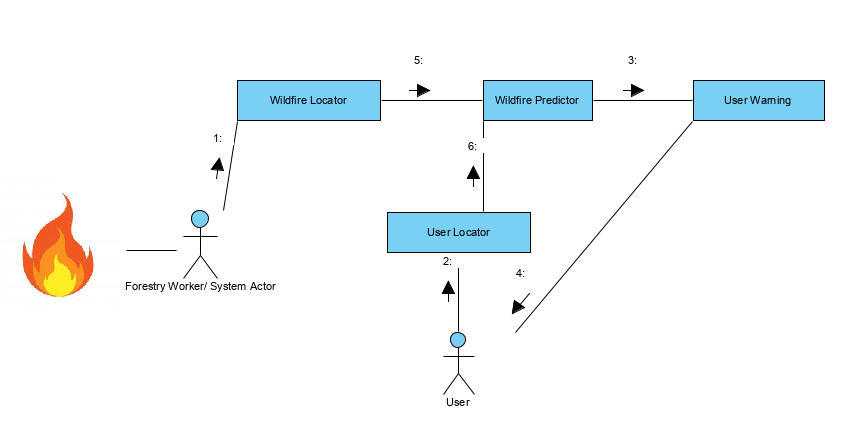 5:
3:
Wildfire Locator
Wildfire Predictor
User Warning
1:
6:
User Locator
2:
4:
Forestry Worker/ System Actor
User